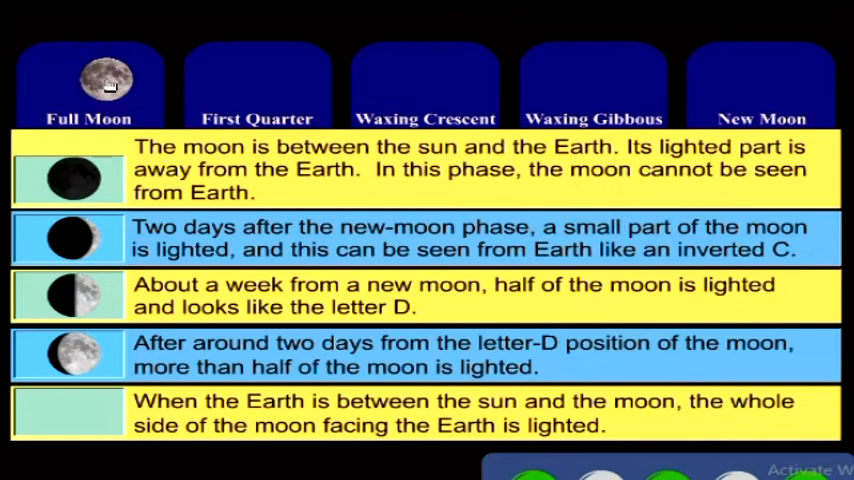 Full Moon
First Quarter
Waxing Crescent
Waxing Gibbous
New Moon
The moon is between the sun and the Earth. Its lighted part is
away from the Earth. In this phase, the moon cannot be seen
from Earth.
Two days after the new-moon phase, a small part of the moon
is lighted, and this can be seen from Earth like an inverted C.
About a week from a new moon, half of the moon is lighted
and looks like the letter D.
After around two days from the letter-D position of the moon,
more than half of the moon is lighted.
When the Earth is between the sun and the moon, the whole
side of the moon facing the Earth is lighted.
Activate W